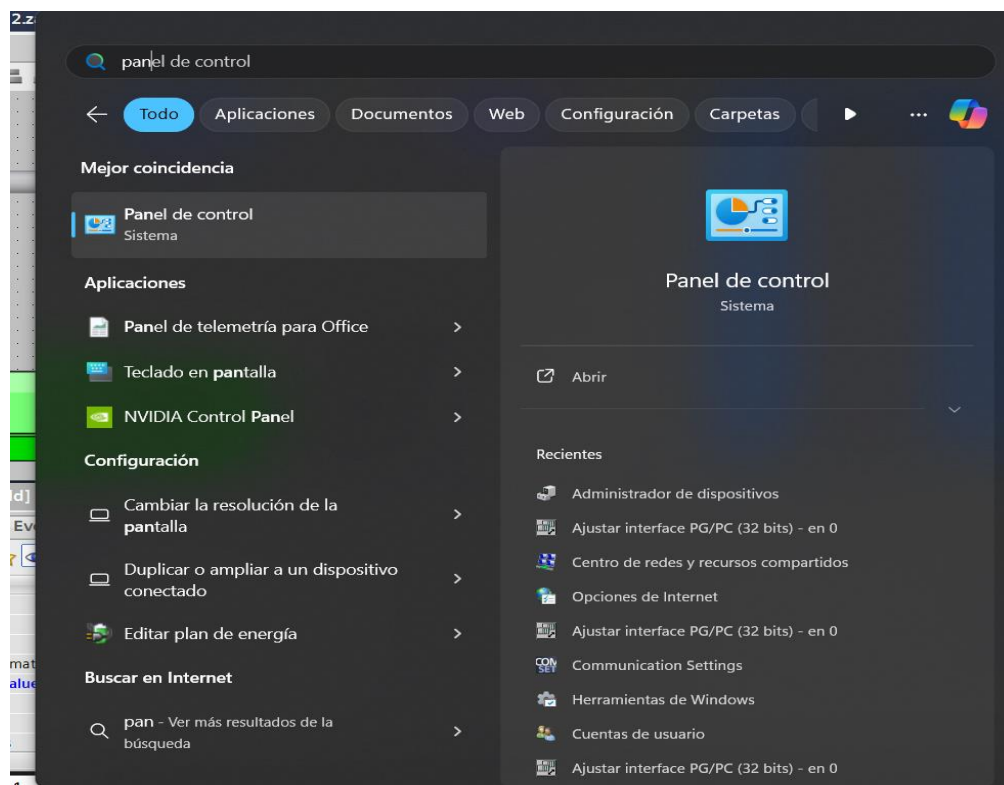 2.z
panel de control
Todo Aplicaciones Documentos Web Configuración Carpetas
Mejor coincidencia
Panel de control
Sistema
Aplicaciones
Panel de telemetría para Office
Teclado en pantalla
NVIDIA Control Panel
Configuración
Cambiar la resolución de la
pantalla
Duplicar o ampliar a un dispositivo
conectado
Editar plan de energía
Buscar en Internet
pan - Ver más resultados de la
búsqueda
Panel de control
Sistema
Abrir
Recientes
Administrador de dispositivos
Ajustar interface PG/PC (32 bits) - en 0
Centro de redes y recursos compartidos
Opciones de Internet
Ajustar interface PG/PC (32 bits) - en 0
Communication Settings
Herramientas de Windows
Cuentas de usuario
Ajustar interface PG/PC (32 bits) - en 0
ld]
Ev
mat
alue